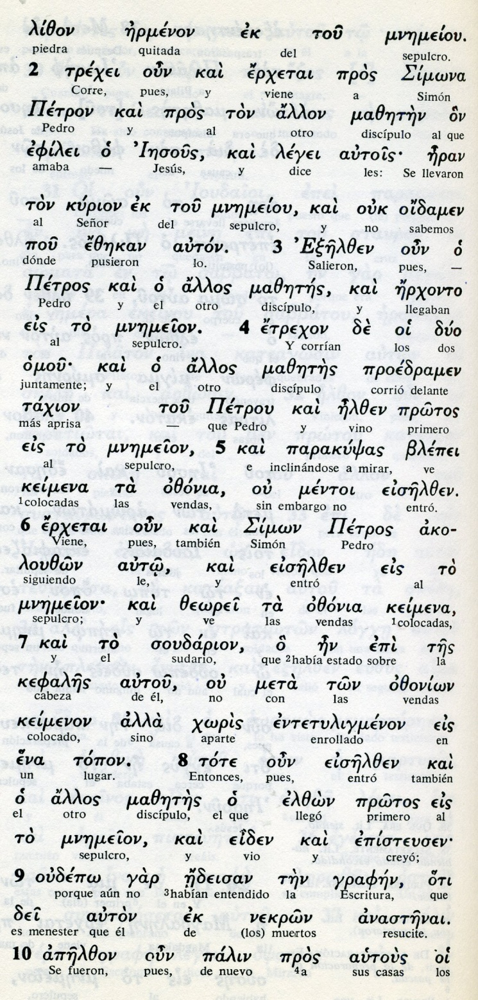 λίθον ἠρμένον ἐκ τοῦ μνημείου.
piedra quitada del sepulcro.
2 τρέχει οὖν καὶ ἔρχεται πρὸς Σίμωνα
Corre, pues, y viene a Simón
Πέτρον καὶ πρὸς τὸν ἄλλον μαθητὴν ὃν
Pedro y al otro discípulo al que
ἐφίλει ὁ Ἰησοῦς, καὶ λέγει αὐτοῖς· ἦραν
amaba — Jesús, y dice les: Se llevaron
τὸν κύριον ἐκ τοῦ μνημείου, καὶ οὐκ οἴδαμεν
al Señor del sepulcro, y no sabemos
ποῦ ἔθηκαν αὐτόν. 3 Ἐξῆλθεν οὖν ὁ
dónde pusieron lo. Salieron, pues, —
Πέτρος καὶ ὁ ἄλλος μαθητής, καὶ ἤρχοντο
Pedro y el otro discípulo, y llegaban
εἰς τὸ μνημεῖον. 4 ἔτρεχον δὲ οἱ δύο
al sepulcro. Y corrían los dos
ὁμοῦ· καὶ ὁ ἄλλος μαθητὴς προέδραμεν
juntamente; y el otro discípulo corrió delante
τάχιον τοῦ Πέτρου καὶ ἦλθεν πρῶτος
más aprisa — que Pedro y vino primero
εἰς τὸ μνημεῖον, 5 καὶ παρακύψας βλέπει
al sepulcro, e inclinándose a mirar, ve
κείμενα τὰ ὀθόνια, οὐ μέντοι εἰσῆλθεν.
1colocadas las vendas, sin embargo no entró.
6 ἔρχεται οὖν καὶ Σίμων Πέτρος ἀκο-
Viene, pues, también Simón Pedro
λουθῶν αὐτῷ, καὶ εἰσῆλθεν εἰς τὸ
siguiendo le, y entró al
μνημεῖον· καὶ θεωρεῖ τὰ ὀθόνια κείμενα,
sepulcro; y ve las vendas 1colocadas,
7 καὶ τὸ σουδάριον, ὃ ἦν ἐπὶ τῆς
y el sudario, que 2había estado sobre la
κεφαλῆς αὐτοῦ, οὐ μετὰ τῶν ὀθονίων
cabeza de él, no con las vendas
κείμενον ἀλλὰ χωρὶς ἐντετυλιγμένον εἰς
colocado, sino aparte enrollado en
ἕνα τόπον. 8 τότε οὖν εἰσῆλθεν καὶ
un lugar. Entonces, pues, entró también
ὁ ἄλλος μαθητὴς ὁ ἐλθὼν πρῶτος εἰς
el otro discípulo, el que llegó primero al
τὸ μνημεῖον, καὶ εἶδεν καὶ ἐπίστευσεν·
sepulcro, y vio y creyó;
9 οὐδέπω γὰρ ᾔδεισαν τὴν γραφήν, ὅτι
porque aún no 3habían entendido la Escritura, que
δεῖ αὐτὸν ἐκ νεκρῶν ἀναστῆναι.
es menester que él de (los) muertos resucite.
10 ἀπῆλθον οὖν πάλιν πρὸς αὐτοὺς οἱ
Se fueron, pues, de nuevo 4a sus casas los